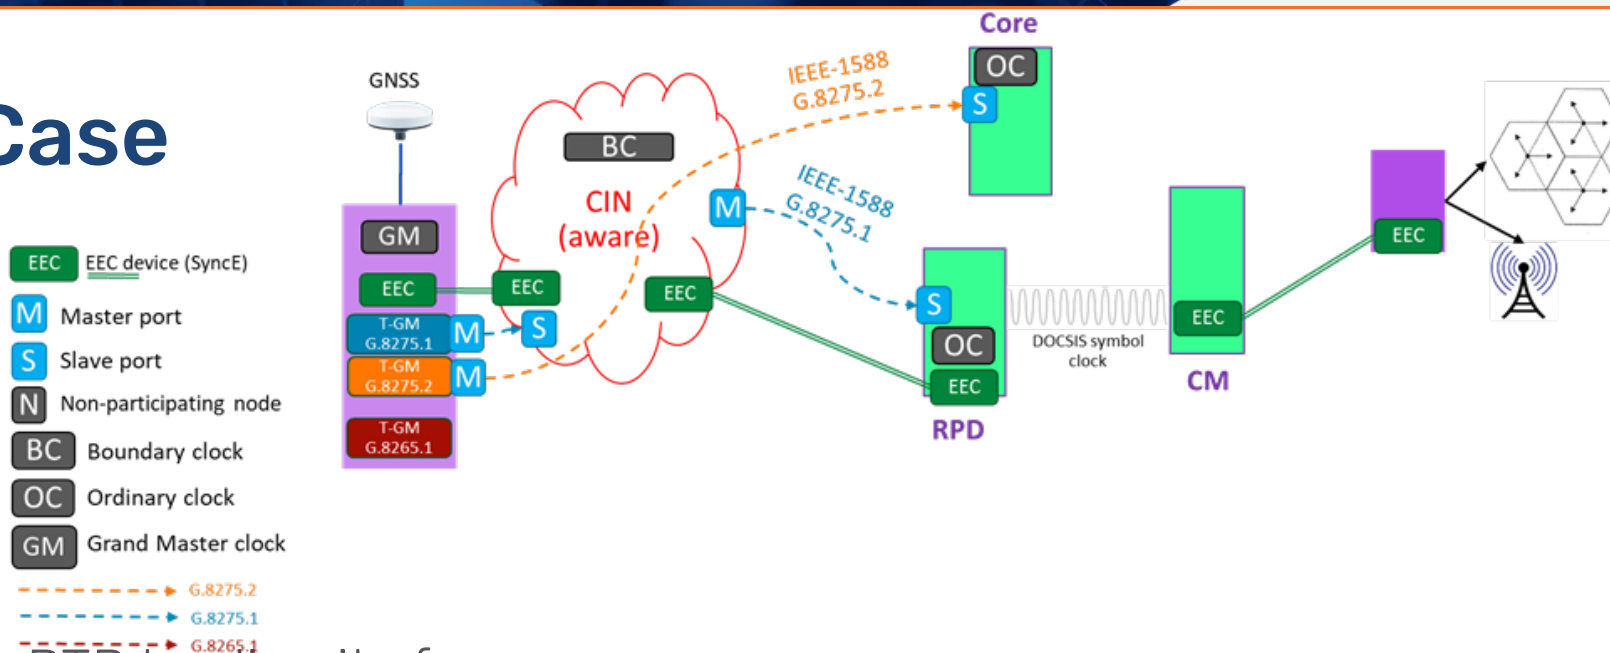 Case
EEC EEC device (SyncE)
M Master port
S Slave port
N Non-participating node
BC Boundary clock
OC Ordinary clock
GM Grand Master clock
G.8275.2
G.8275.1
G.8265.1
GNSS
GM
EEC
T-GM
G.8275.1
M
T-GM
G.8275.2
M
T-GM
G.8265.1
BC
CIN
(aware)
EEC
S
EEC
M
IEEE-1588
G.8275.2
IEEE-1588
G.8275.1
Core
OC
S
S
OC
EEC
RPD
DOCSIS symbol
clock
EEC
CM
EEC